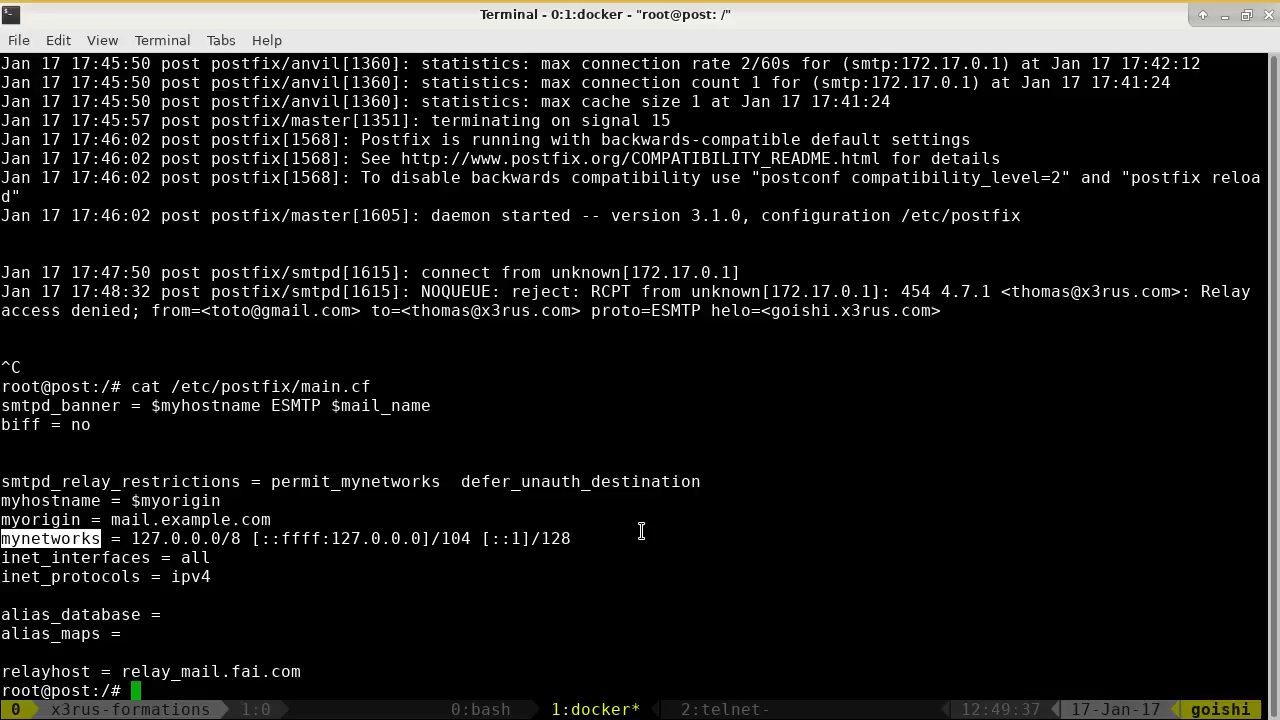 Terminal - 0:1:docker - "root@post: /"
File Edit View Terminal Tabs Help
Jan 17 17:45:50 post postfix/anvil[1360]: statistics: max connection rate 2/60s for (smtp:172.17.0.1) at Jan 17 17:42:12
Jan 17 17:45:50 post postfix/anvil[1360]: statistics: max connection count 1 for (smtp:172.17.0.1) at Jan 17 17:41:24
Jan 17 17:45:50 post postfix/anvil[1360]: statistics: max cache size 1 at Jan 17 17:41:24
Jan 17 17:45:57 post postfix/master[1351]: terminating on signal 15
Jan 17 17:46:02 post postfix[1568]: Postfix is running with backwards-compatible default settings
Jan 17 17:46:02 post postfix[1568]: See http://www.postfix.org/COMPATIBILITY_README.html for details
Jan 17 17:46:02 post postfix[1568]: To disable backwards compatibility use "postconf compatibility_level=2" and "postfix reloa
d"
Jan 17 17:46:02 post postfix/master[1605]: daemon started -- version 3.1.0, configuration /etc/postfix
Jan 17 17:47:50 post postfix/smtpd[1615]: connect from unknown[172.17.0.1]
Jan 17 17:48:32 post postfix/smtpd[1615]: NOQUEUE: reject: RCPT from unknown[172.17.0.1]: 454 4.7.1 <thomas@x3rus.com>: Relay
access denied; from=<toto@gmail.com> to=<thomas@x3rus.com> proto=ESMTP helo=<goishi.x3rus.com>
^C
root@post:/# cat /etc/postfix/main.cf
smtpd_banner = $myhostname ESMTP $mail_name
biff = no
smtpd_relay_restrictions = permit_mynetworks  defer_unauth_destination
myhostname = $myorigin
myorigin = mail.example.com
mynetworks = 127.0.0.0/8 [::ffff:127.0.0.0]/104 [::1]/128
inet_interfaces = all
inet_protocols = ipv4
alias_database =
alias_maps =
relayhost = relay_mail.fai.com
root@post:/#
0 x3rus-formations 1:0 0:bash 1:docker* 2:telnet- 12:49:37 17-Jan-17 goishi